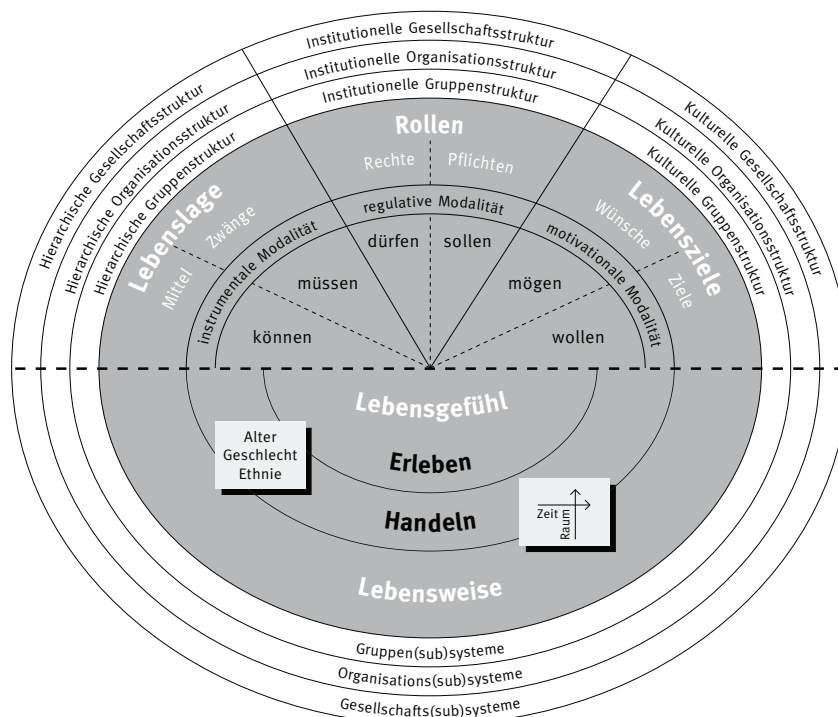 Institutionelle Gesellschaftsstruktur
Institutionelle Organisationsstruktur
Institutionelle Gruppenstruktur
Hierarchische Gesellschaftsstruktur
Hierarchische Organisationsstruktur
Hierarchische Gruppenstruktur
Kulturelle Gesellschaftsstruktur
Kulturelle Organisationsstruktur
Kulturelle Gruppenstruktur
Rollen
Rechte
Pflichten
Lebenslage
Zwänge
Mittel
Lebensziele
Wünsche
Ziele
instrumentale Modalität
regulative Modalität
motivationale Modalität
dürfen
sollen
müssen
mögen
können
wollen
Lebensgefühl
Alter
Geschlecht
Ethnie
Erleben
Handeln
Zeit
Raum
Lebensweise
Gruppen(sub)systeme
Organisations(sub)systeme
Gesellschafts(sub)systeme